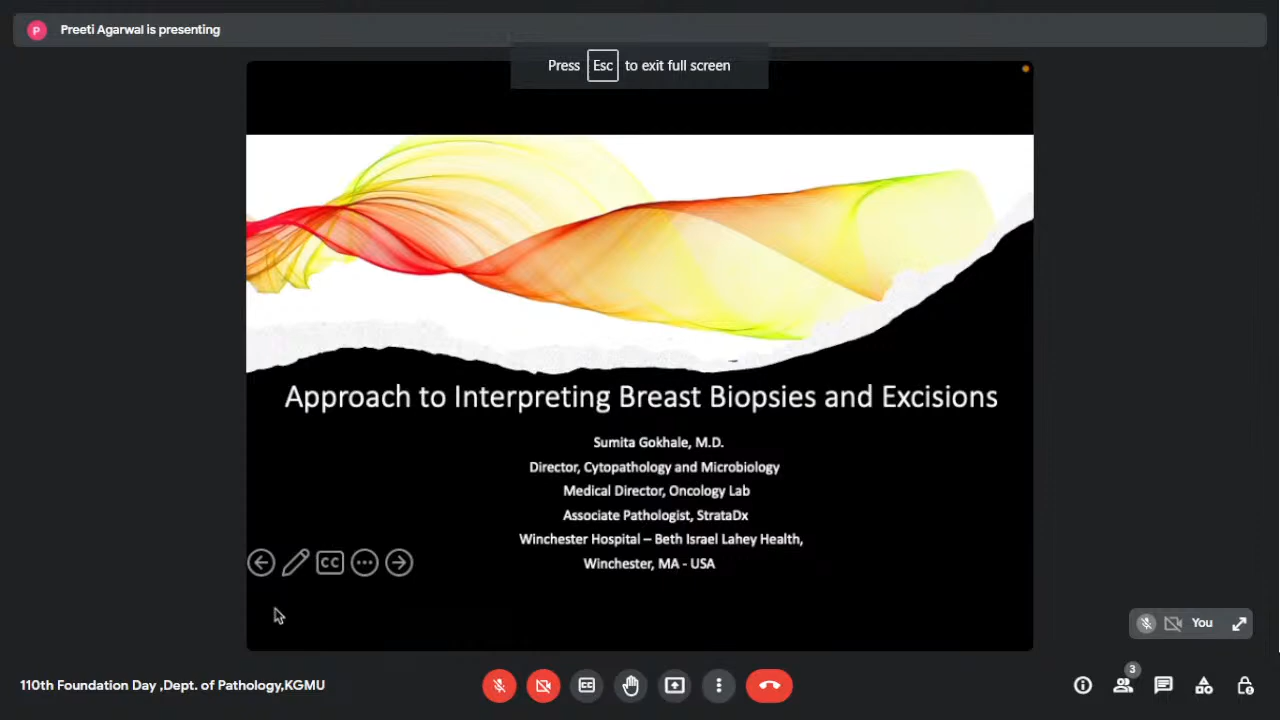 P
Preeti Agarwal is presenting
Press Esc to exit full screen
Approach to Interpreting Breast Biopsies and Excisions
Sumita Gokhale, M.D.
Director, Cytopathology and Microbiology
Medical Director, Oncology Lab
Associate Pathologist, StrataDx
Winchester Hospital – Beth Israel Lahey Health,
Winchester, MA - USA
CC
You
3
110th Foundation Day ,Dept. of Pathology,KGMU